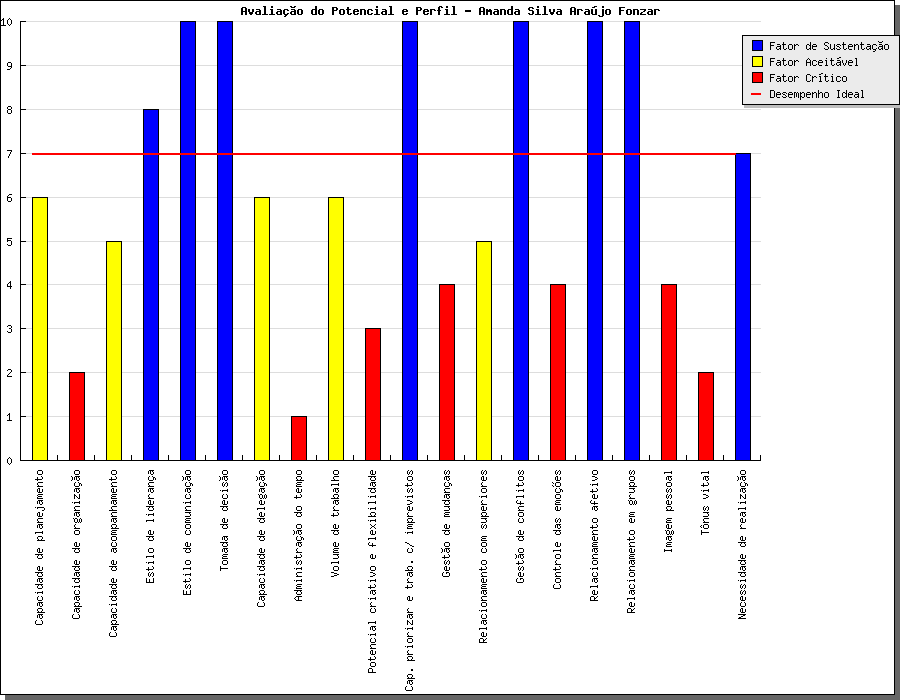 Avaliação do Potencial e Perfil - Amanda Silva Araújo Fonzar
Fator de Sustentação
Fator Aceitável
Fator Crítico
Desempenho Ideal
10
9
8
7
6
5
4
3
2
1
0
Capacidade de planejamento
Capacidade de organização
Capacidade de acompanhamento
Estilo de liderança
Estilo de comunicação
Tomada de decisão
Capacidade de delegação
Administração do tempo
Volume de trabalho
Potencial criativo e flexibilidade
Cap. priorizar e trab. c/ imprevistos
Gestão de mudanças
Relacionamento com superiores
Gestão de conflitos
Controle das emoções
Relacionamento afetivo
Relacionamento em grupos
Imagem pessoal
Tônus vital
Necessidade de realização